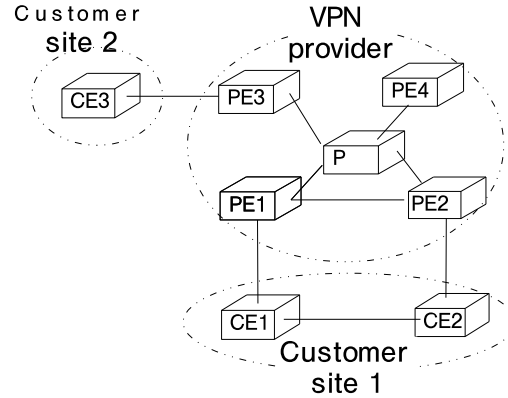 Customer
site 2
VPN
provider
CE3
PE3
PE4
P
PE1
PE2
CE1
CE2
Customer
site 1